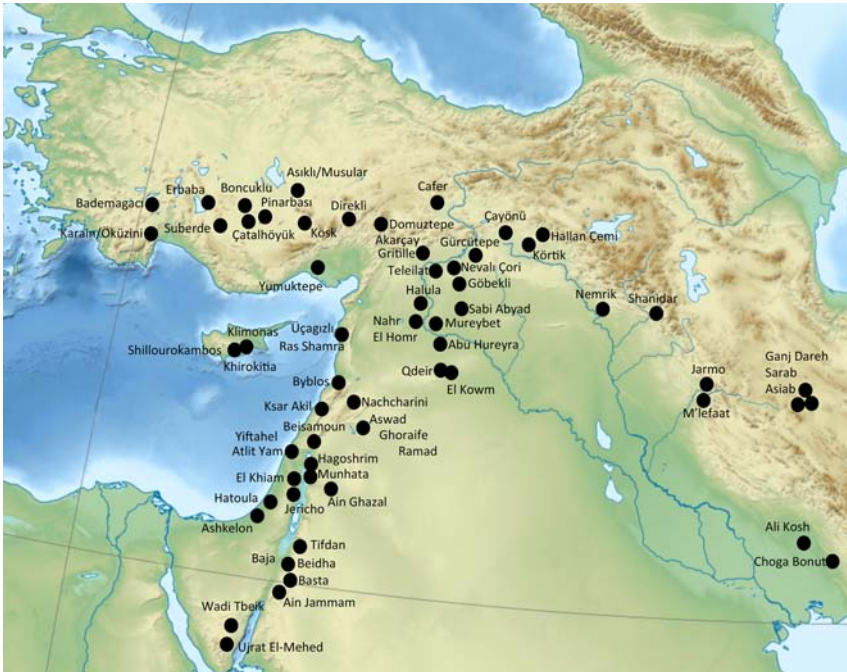 Asıklı/Musular
Erbaba
Boncuklu
Cafer
Bademagacı
Pinarbası
Direkli
Suberde
Domuztepe
Çayönü
Karain/Öküzini
Çatalhöyük
Kösk
Hallan Çemi
Akarçay
Gürcütepe
Körtik
Gritille
Teleilat
Nevalı Çori
Yumuktepe
Göbekli
Halula
Nemrik
Shanidar
Sabi Abyad
Nahr
El Homr
Mureybet
Klimonas
Üçagızlı
Ras Shamra
Shillourokambos
Abu Hureyra
Khirokitia
Qdeir
El Kowm
Jarmo
Ganj Dareh
Sarab
Asiab
Byblos
M'lefaat
Nachcharini
Ksar Akil
Aswad
Ghoraife
Ramad
Beisamoun
Yiftahel
Atlit Yam
Hagoshrim
El Khiam
Munhata
Hatoula
Jericho
Ain Ghazal
Ashkelon
Ali Kosh
Tifdan
Baja
Beidha
Choga Bonut
Basta
Wadi Tbeik
Ain Jammam
Ujrat El-Mehed